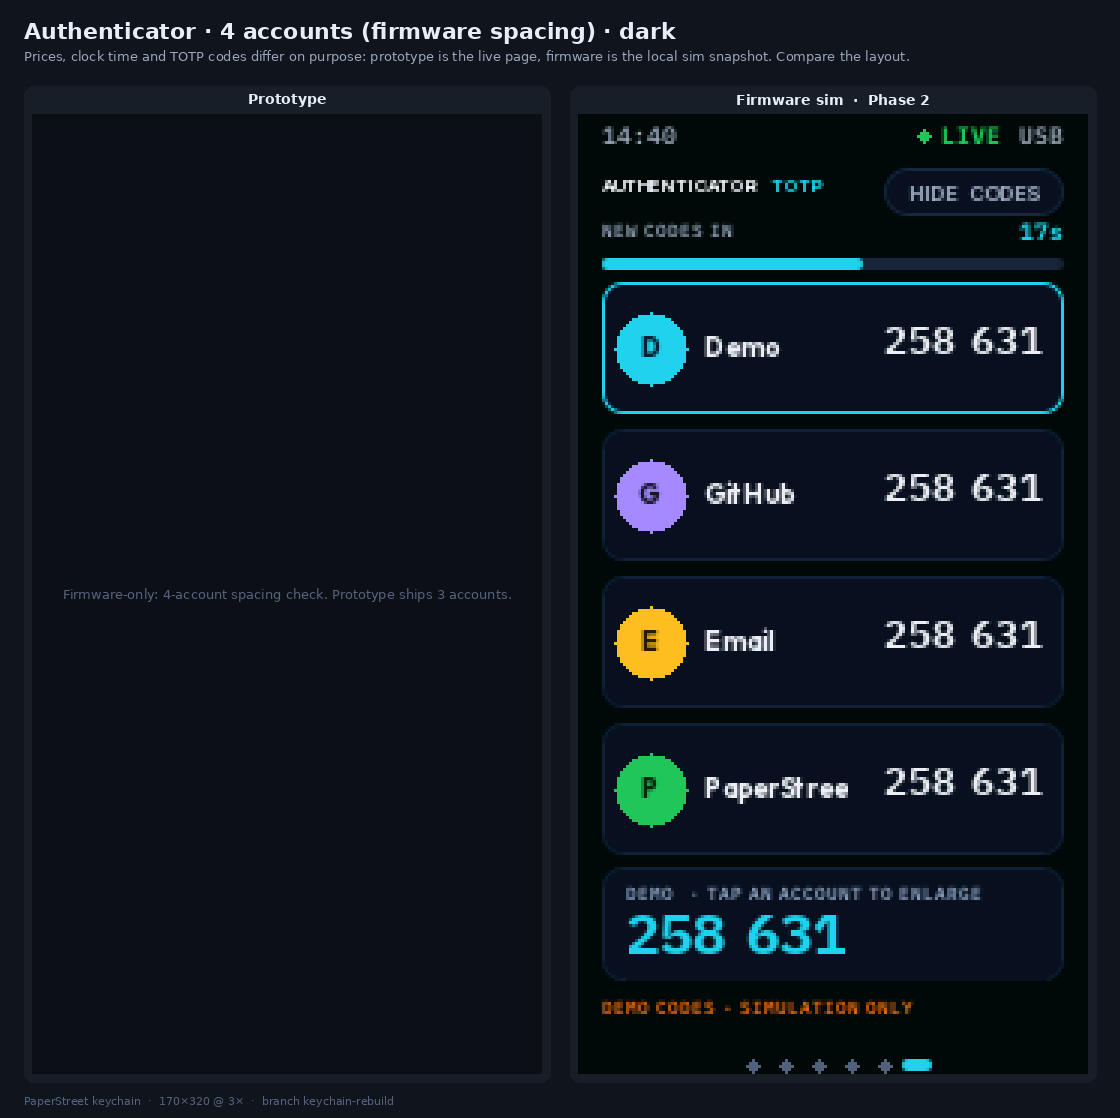 Authenticator · 4 accounts (firmware spacing) · dark
Prices, clock time and TOTP codes differ on purpose: prototype is the live page, firmware is the local sim snapshot. Compare the layout.
Prototype
Firmware-only: 4-account spacing check. Prototype ships 3 accounts.
Firmware sim · Phase 2
14:40 LIVE USB
AUTHENTICATOR TOTP HIDE CODES
NEW CODES IN 17s
D Demo 258 631
G GitHub 258 631
E Email 258 631
P PaperStree 258 631
DEMO - TAP AN ACCOUNT TO ENLARGE
258 631
DEMO CODES - SIMULATION ONLY
PaperStreet keychain · 170×320 @ 3× · branch keychain-rebuild